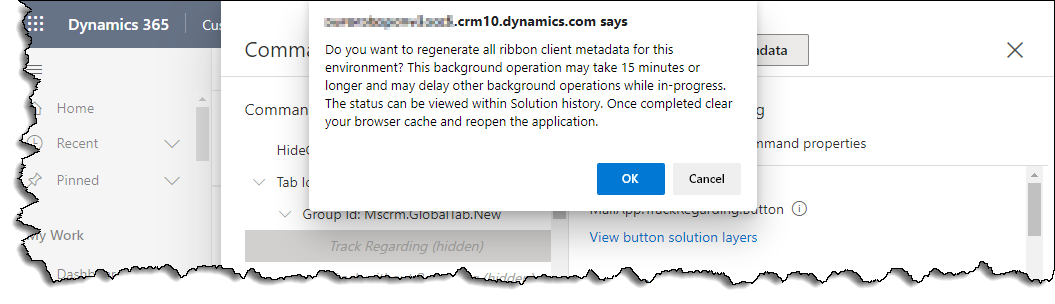 Dynamics 365
Cus
.crm10.dynamics.com says
Do you want to regenerate all ribbon client metadata for this
environment? This background operation may take 15 minutes or
longer and may delay other background operations while in-progress.
The status can be viewed within Solution history. Once completed clear
your browser cache and reopen the application.
OK
Cancel
Comma
data
Home
Recent
Pinned
My Work
Dashb
Comman
g
mmand properties
HideC
Tab Id
Group Id: Mscrm.GlobalTab.New
Track Regarding (hidden)
(hidden)
MailApp.TrackRegarding.Button
View button solution layers